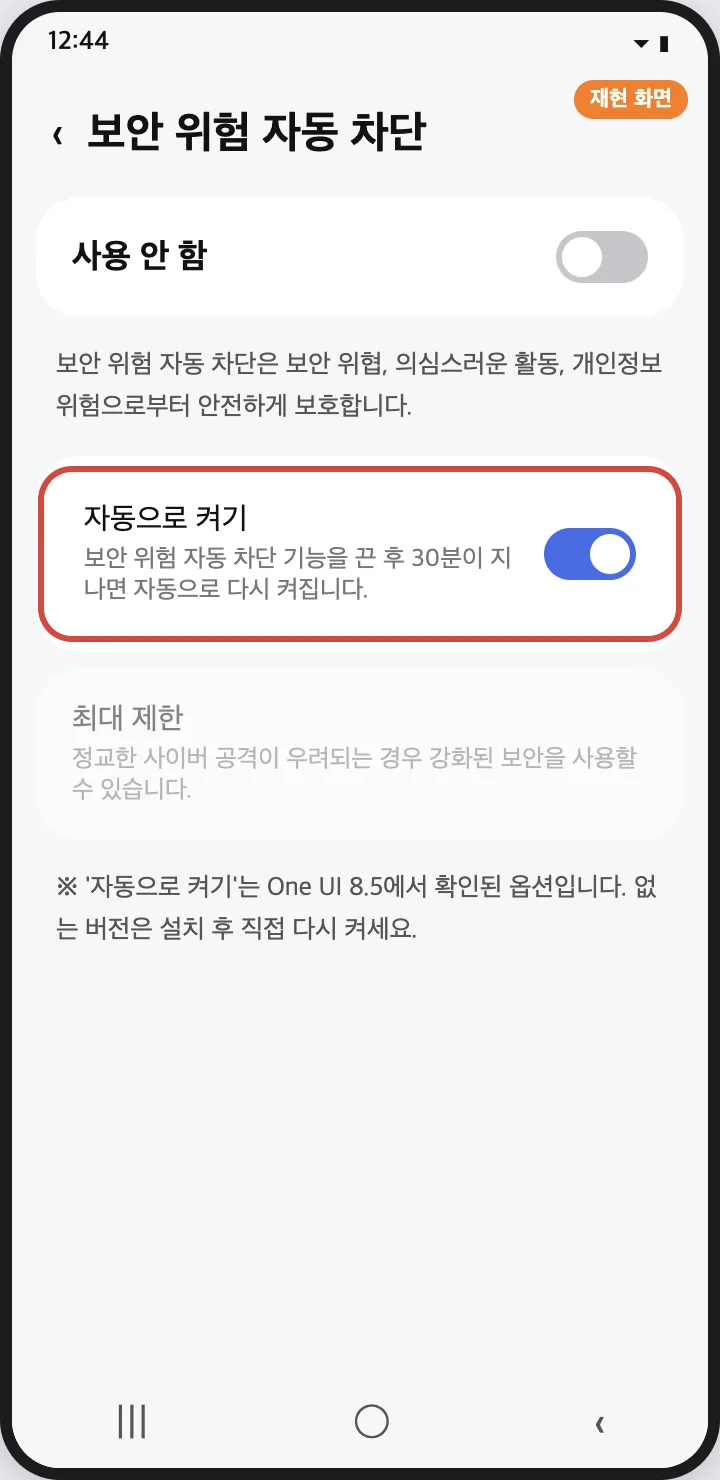 12:44
재현 화면
보안 위험 자동 차단
사용 안 함
보안 위험 자동 차단은 보안 위협, 의심스러운 활동, 개인정보
위험으로부터 안전하게 보호합니다.
자동으로 켜기
보안 위험 자동 차단 기능을 끈 후 30분이 지
나면 자동으로 다시 켜집니다.
최대 제한
정교한 사이버 공격이 우려되는 경우 강화된 보안을 사용할
수 있습니다.
※ '자동으로 켜기'는 One UI 8.5에서 확인된 옵션입니다. 없
는 버전은 설치 후 직접 다시 켜세요.